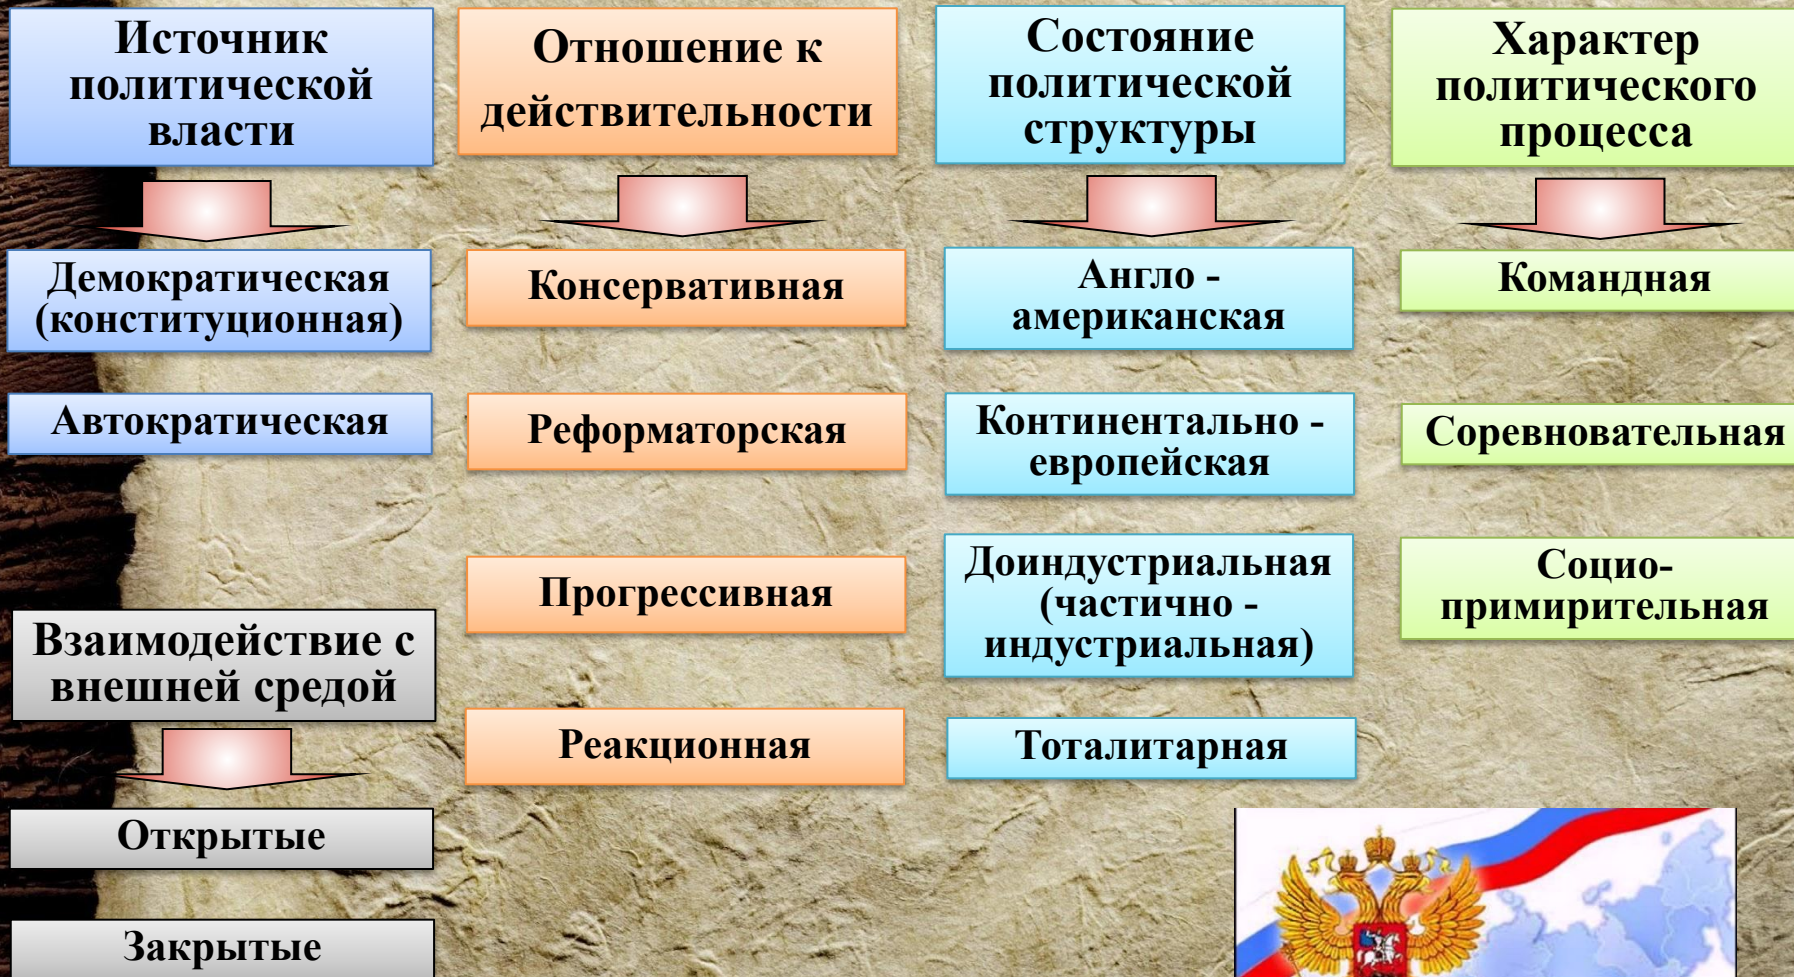 Источник
политической
власти
Демократическая
(конституционная)
Автократическая
Взаимодействие с
внешней средой
Открытые
Закрытые
Отношение к
действительности
Консервативная
Реформаторская
Прогрессивная
Реакционная
Состояние
политической
структуры
Англо -
американская
Континентально -
европейская
Доиндустриальная
(частично -
индустриальная)
Тоталитарная
Характер
политического
процесса
Командная
Соревновательная
Социо-
примирительная